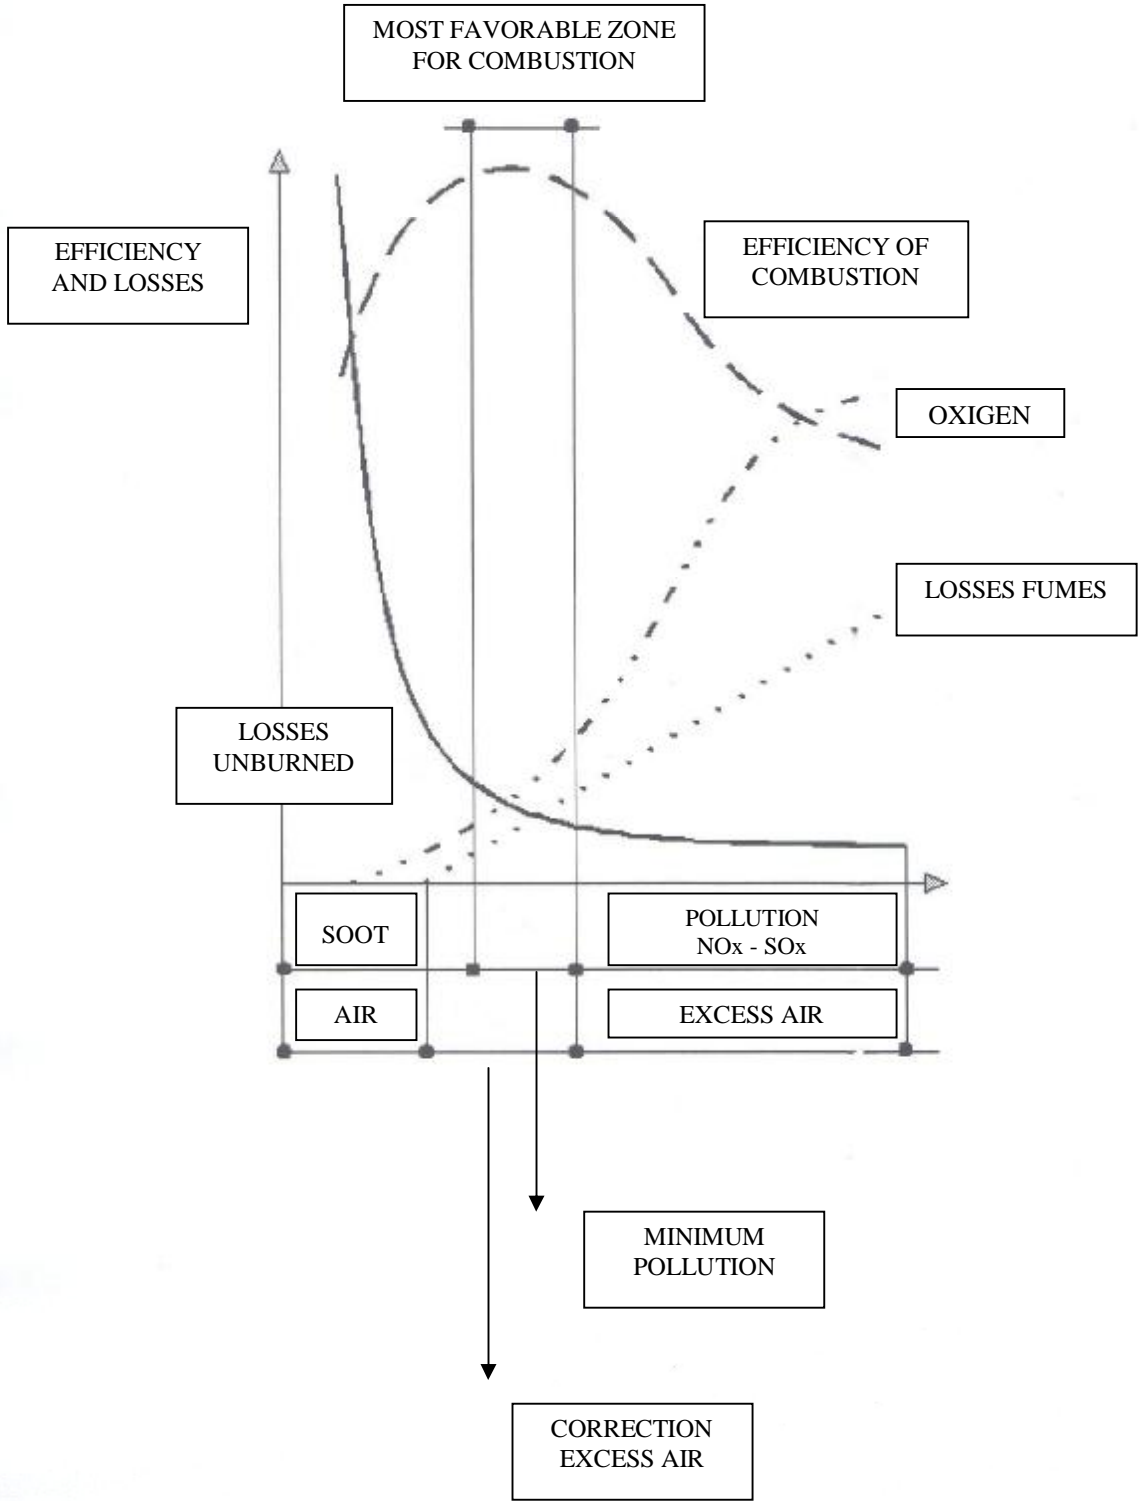 MOST FAVORABLE ZONE
FOR COMBUSTION
EFFICIENCY
AND LOSSES
EFFICIENCY OF
COMBUSTION
OXIGEN
LOSSES FUMES
LOSSES
UNBURNED
SOOT
POLLUTION
NOx - SOx
AIR
EXCESS AIR
MINIMUM
POLLUTION
CORRECTION
EXCESS AIR